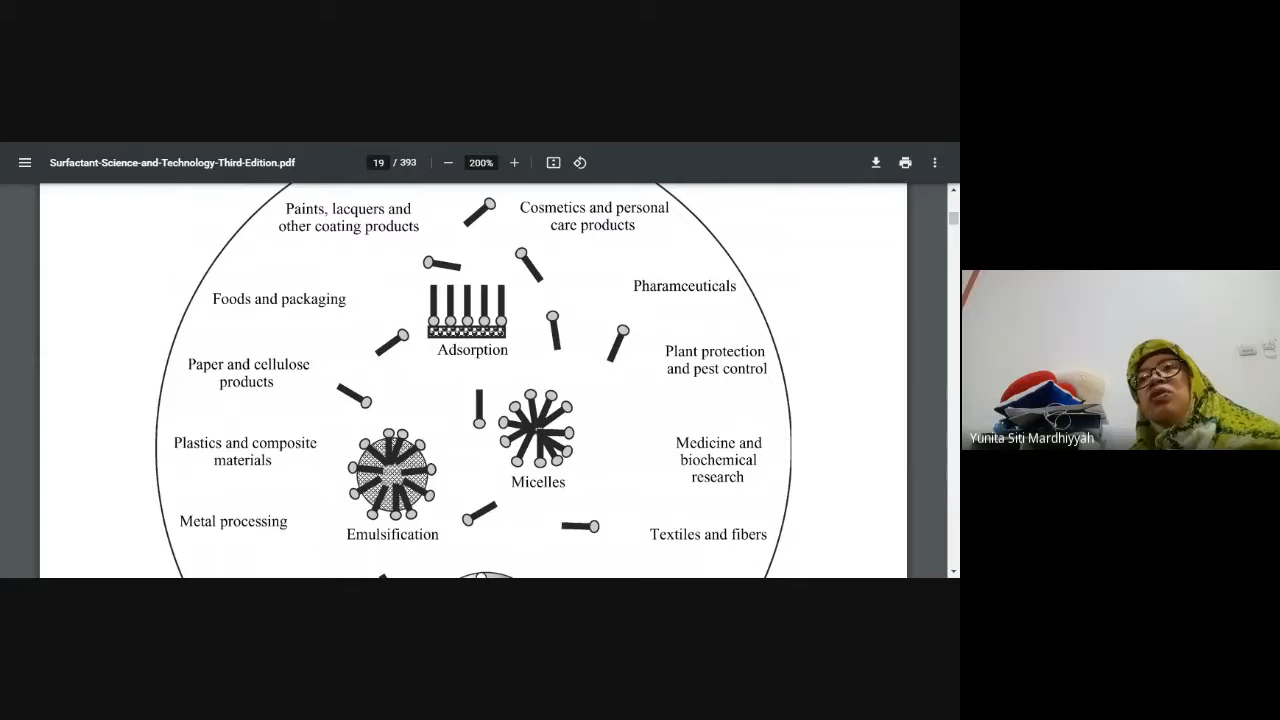 Surfactant-Science-and-Technology-Third-Edition.pdf
19 / 393
200%
Paints, lacquers and
other coating products
Cosmetics and personal
care products
Foods and packaging
Pharamceuticals
Adsorption
Paper and cellulose
products
Plant protection
and pest control
Plastics and composite
materials
Medicine and
biochemical
research
Micelles
Metal processing
Emulsification
Textiles and fibers
Yunita Siti Mardhiyyah